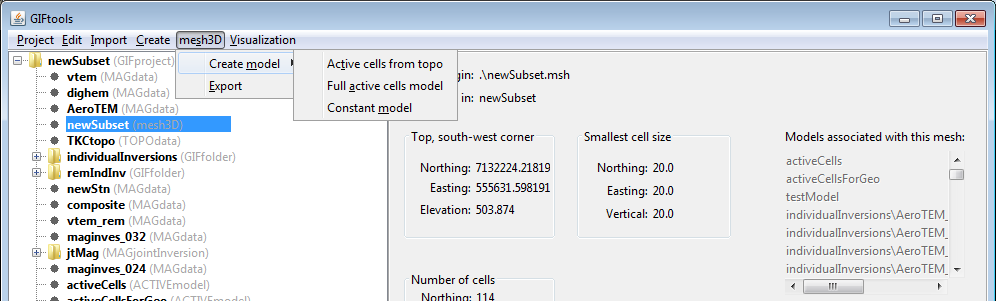 GIFtools
Project Edit Import Create mesh3D Visualization
Create model
Export
Active cells from topo
Full active cells model
Constant model
newSubset (GIFproject)
vtem (MAGdata)
dighem (MAGdata)
AeroTEM (MAGdata)
newSubset (mesh3D)
TKCtopo (TOPOdata)
individualInversions (GIFfolder)
remIndInv (GIFfolder)
newStn (MAGdata)
composite (MAGdata)
vtem_rem (MAGdata)
maginves_032 (MAGdata)
jtMag (MAGjointInversion)
maginves_024 (MAGdata)
activeCells (ACTIVEmodel)
activeCellsForGeo (ACTIVEmodel)
gin: .\newSubset.msh
in: newSubset
Top, south-west corner
Northing: 7132224.21819
Easting: 555631.598191
Elevation: 503.874
Smallest cell size
Northing: 20.0
Easting: 20.0
Vertical: 20.0
Models associated with this mesh:
activeCells
activeCellsForGeo
testModel
individualInversions\AeroTEM_
individualInversions\AeroTEM_
individualInversions\AeroTEM_
individualInversions\AeroTEM_
Number of cells
Northing: 114